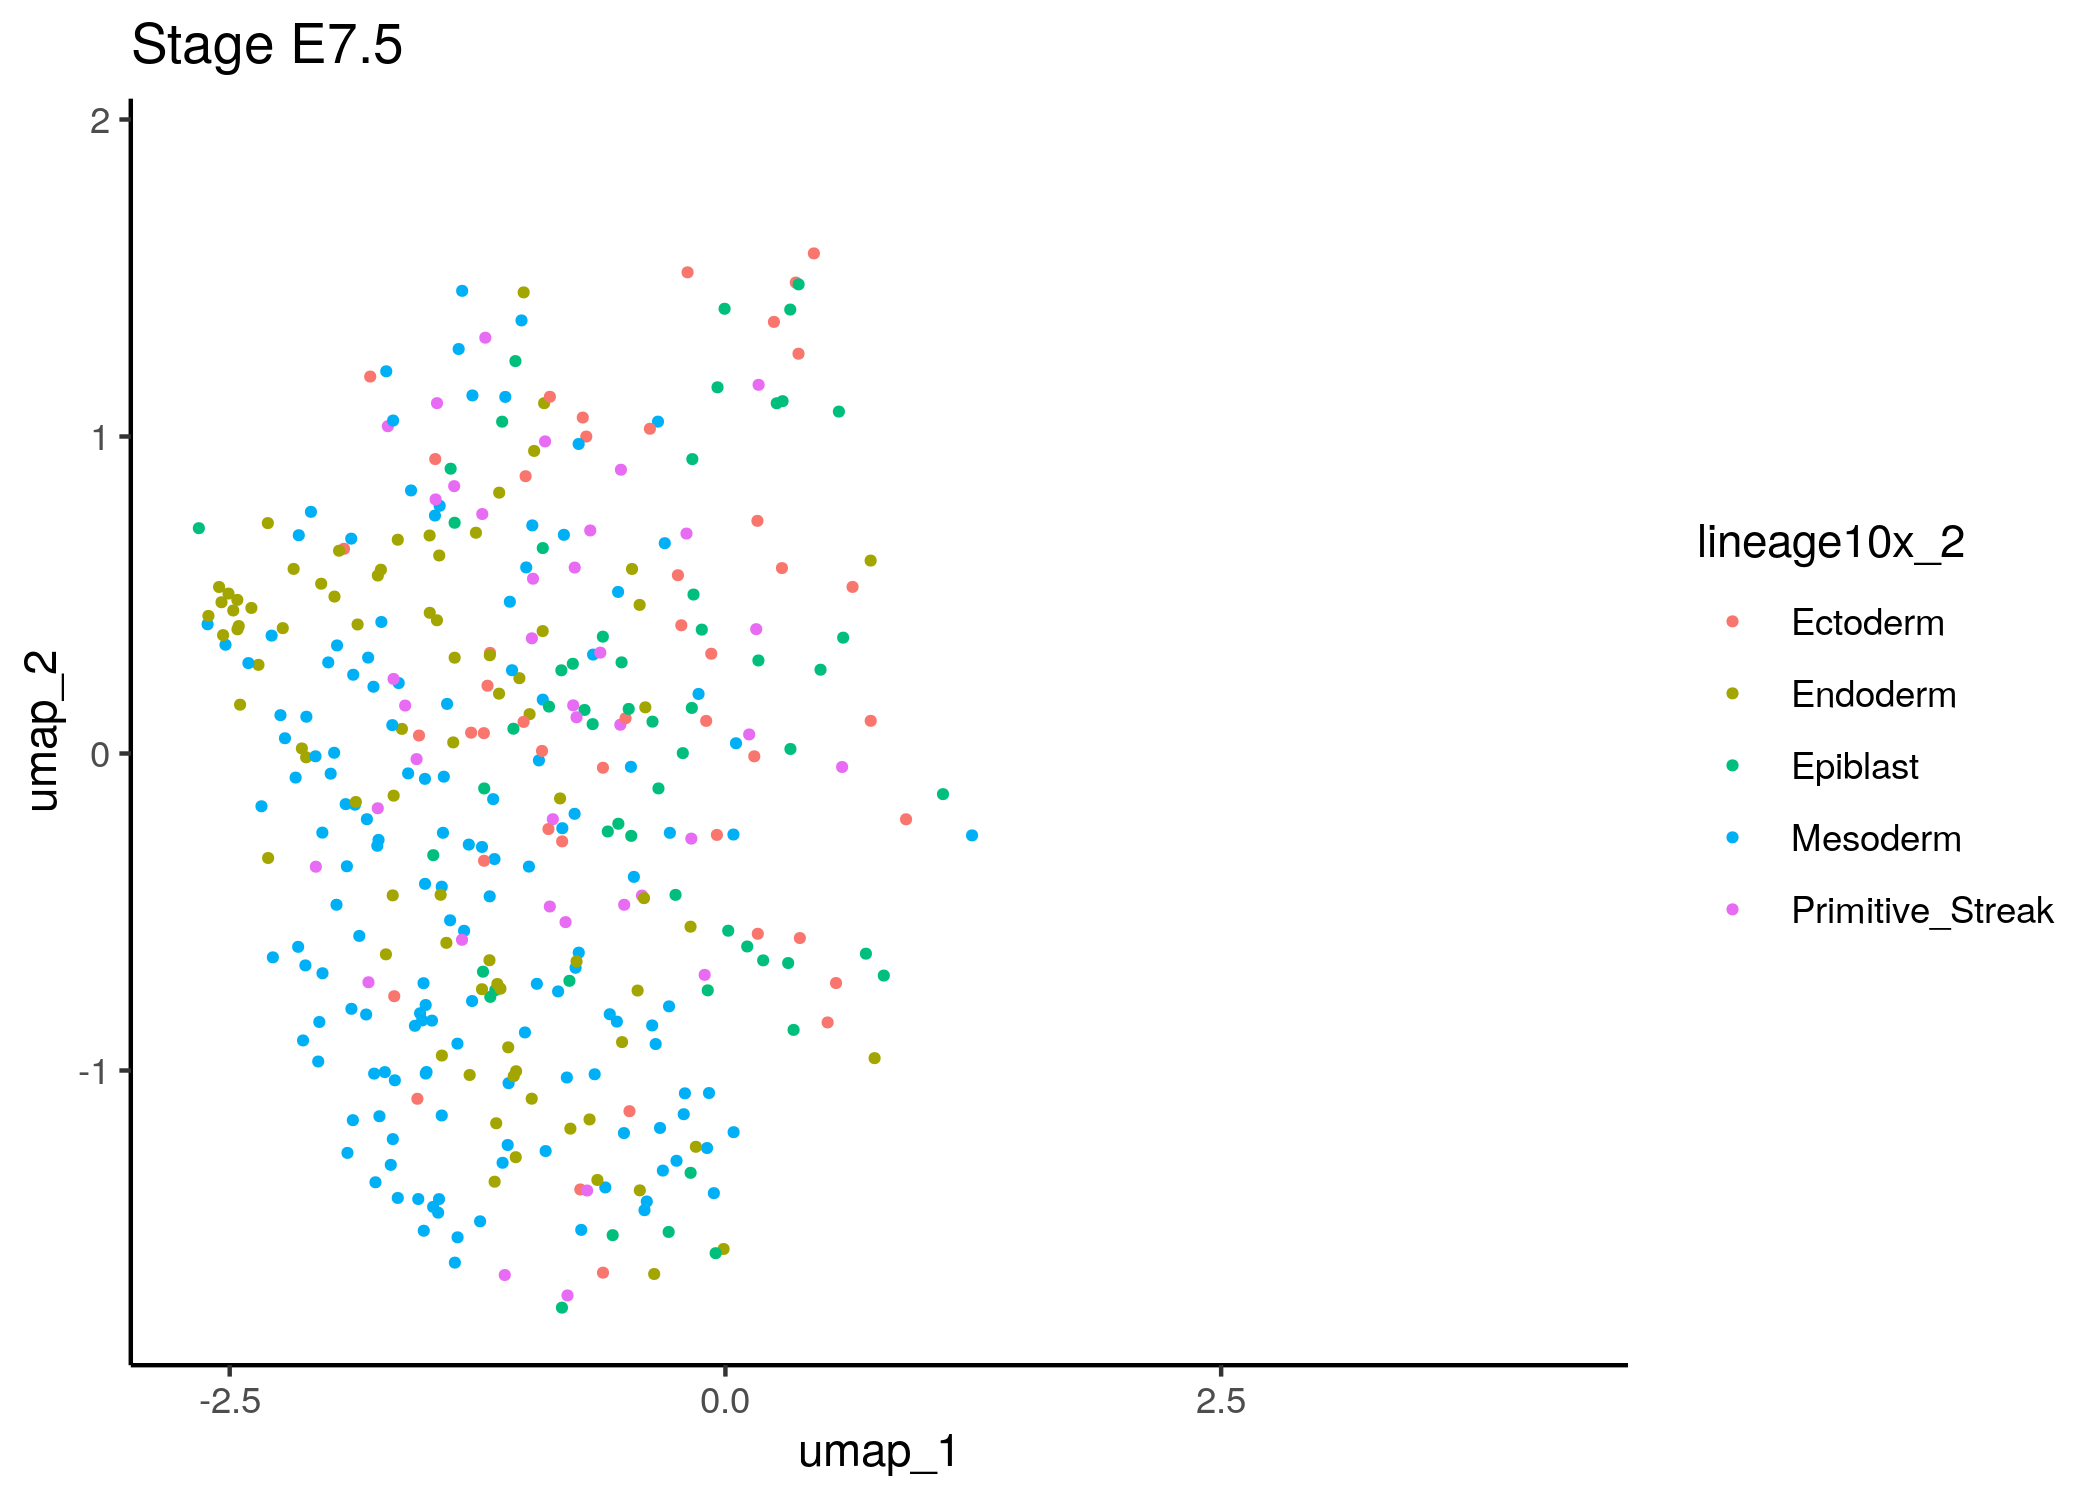 Stage E7.5
2
1
0
-1
umap_2
-2.5
0.0
2.5
umap_1
lineage10x_2
Ectoderm
Endoderm
Epiblast
Mesoderm
Primitive_Streak